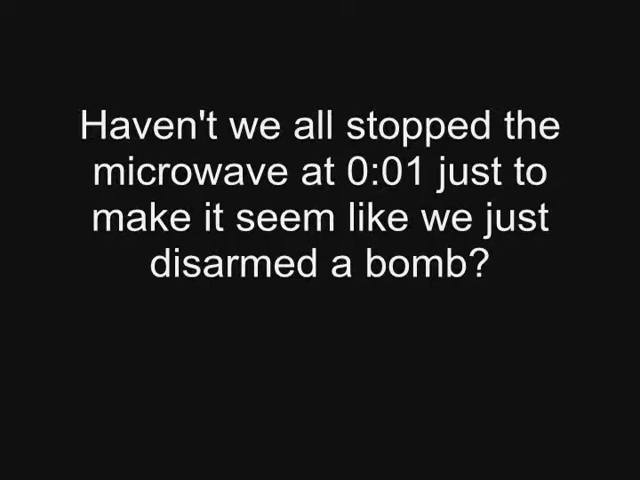 Haven't we all stopped the
microwave at 0:01 just to
make it seem like we just
disarmed a bomb?